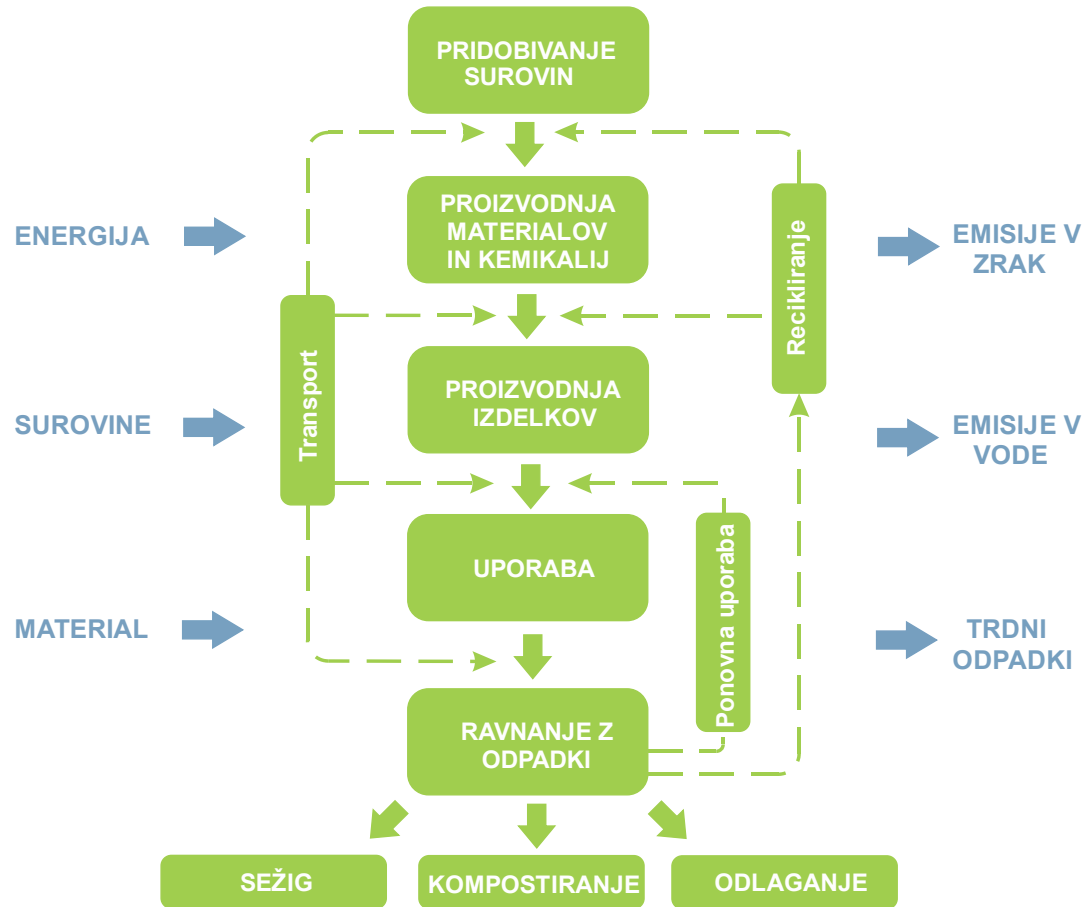 PRIDOBIVANJE
SUROVIN
PROIZVODNJA
MATERIALOV
IN KEMIKALIJ
ENERGIJA
EMISIJE V
ZRAK
Recikliranje
Transport
PROIZVODNJA
IZDELKOV
SUROVINE
EMISIJE V
VODE
UPORABA
Ponovna uporaba
MATERIAL
TRDNI
ODPADKI
RAVNANJE Z
ODPADKI
SEŽIG
KOMPOSTIRANJE
ODLAGANJE